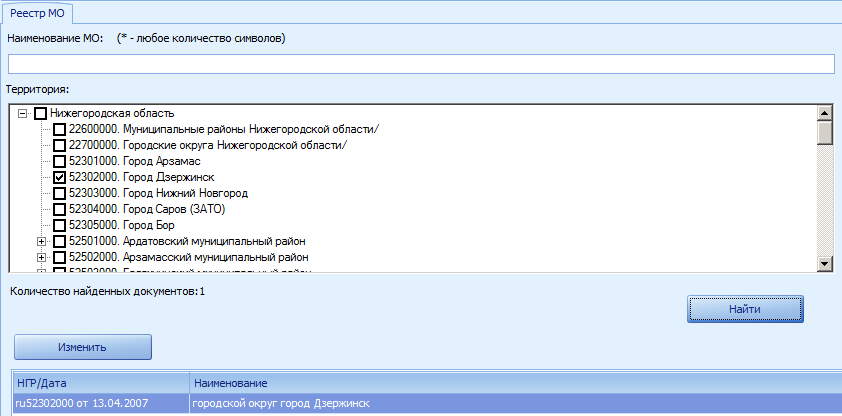 Реестр МО
Наименование МО: (* - любое количество символов)
Территория:
Нижегородская область
22600000. Муниципальные районы Нижегородской области/
22700000. Городские округа Нижегородской области/
52301000. Город Арзамас
52302000. Город Дзержинск
52303000. Город Нижний Новгород
52304000. Город Саров (ЗАТО)
52305000. Город Бор
52501000. Ардатовский муниципальный район
52502000. Арзамасский муниципальный район
Количество найденных документов:1
Найти
Изменить
НГР/Дата Наименование
ru52302000 от 13.04.2007 городской округ город Дзержинск